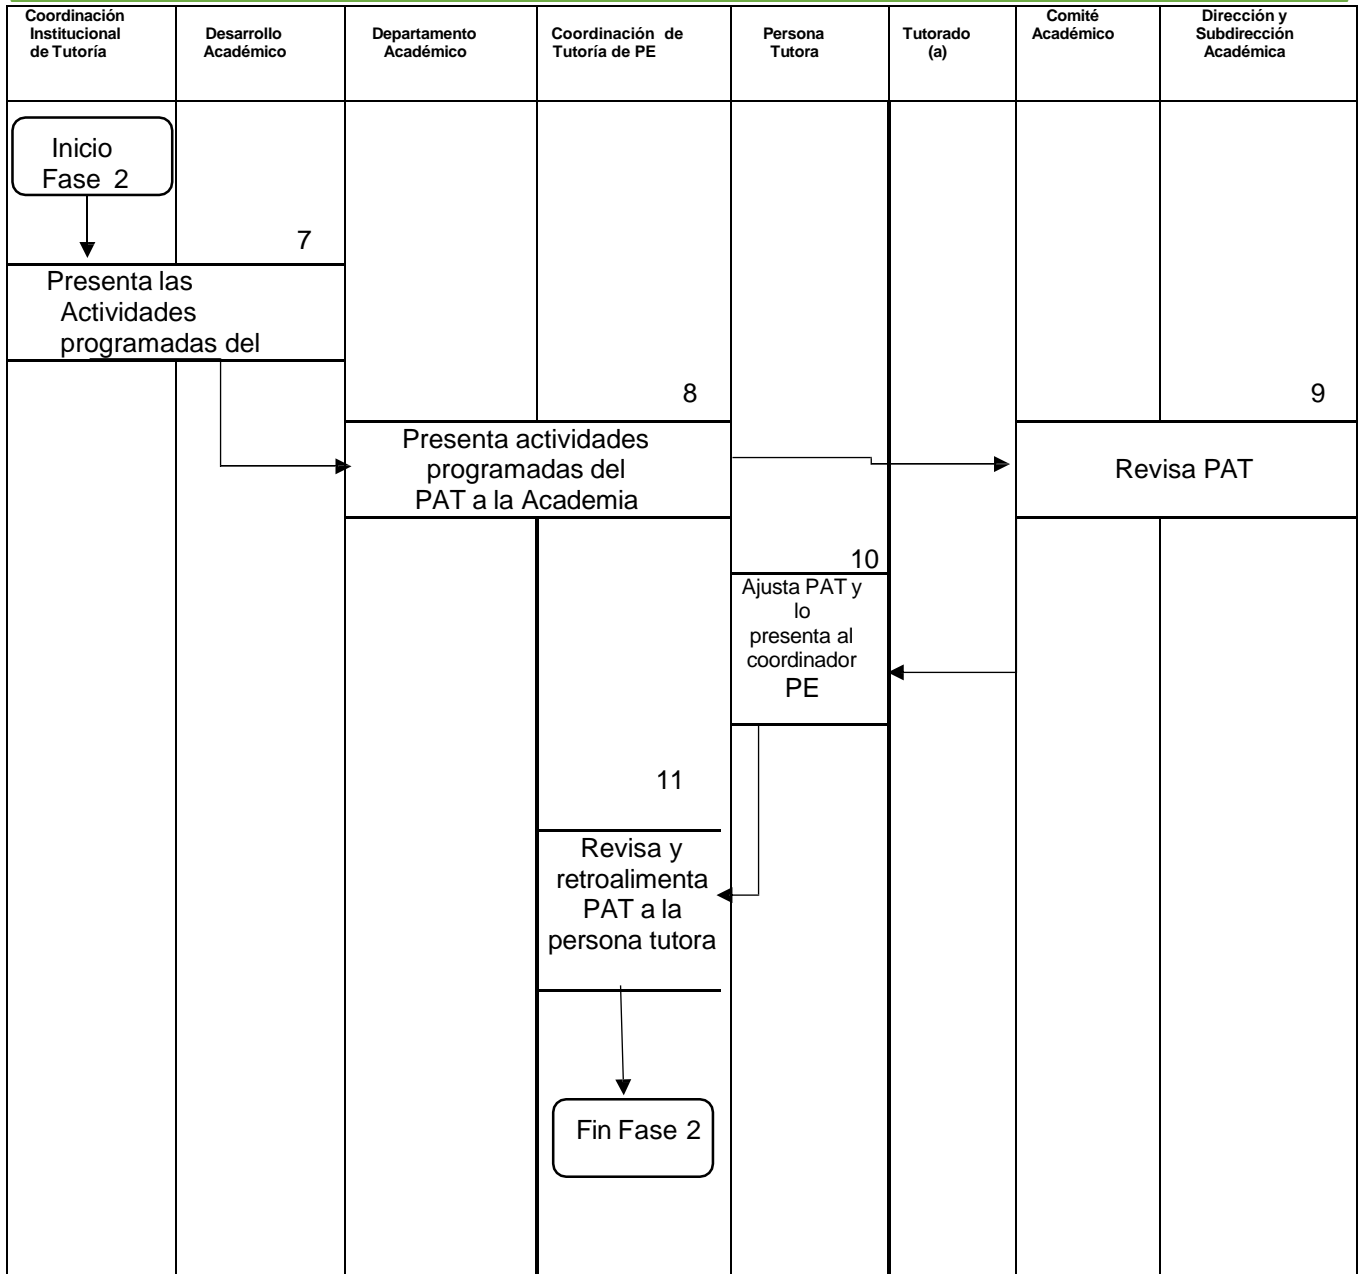 Coordinación
Institucional
de Tutoría
Desarrollo
Académico
Departamento
Académico
Coordinación de
Tutoría de PE
Persona
Tutora
Tutorado
(a)
Comité
Académico
Dirección y
Subdirección
Académica
Inicio
Fase 2
7
Presenta las
Actividades
programadas del
8
Presenta actividades
programadas del
PAT a la Academia
9
Revisa PAT
10
Ajusta PAT y
lo
presenta al
coordinador
PE
11
Revisa y
retroalimenta
PAT a la
persona tutora
Fin Fase 2